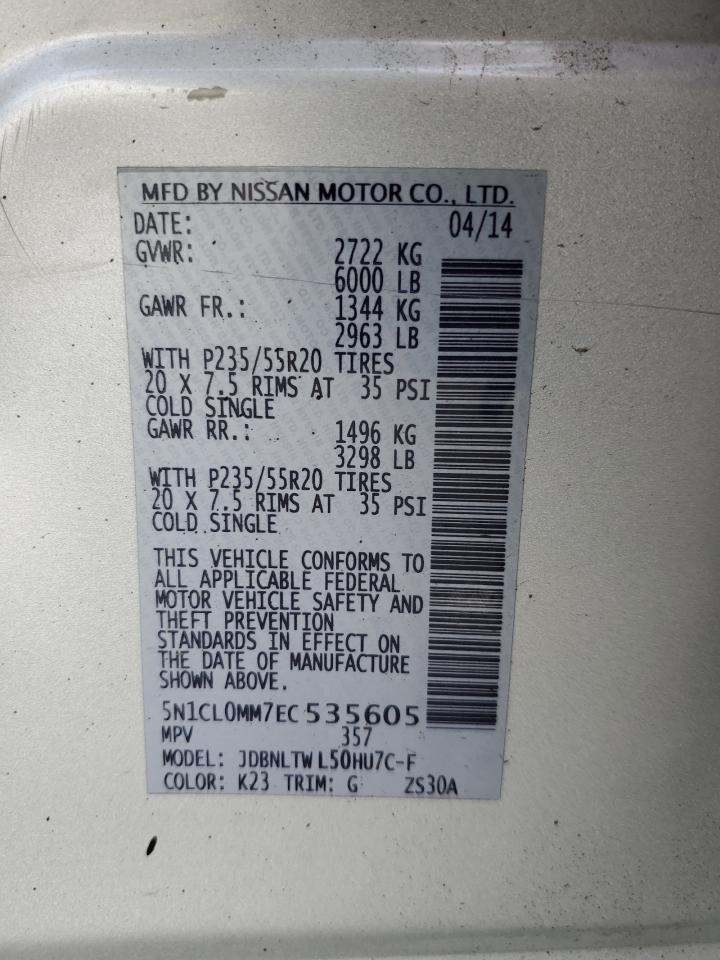 MFD BY NISSAN MOTOR CO., LTD.
DATE: 04/14
GVWR: 2722 KG
6000 LB
GAWR FR.: 1344 KG
2963 LB
WITH P235/55R20 TIRES
20 X 7.5 RIMS AT 35 PSI
COLD SINGLE
GAWR RR.: 1496 KG
3298 LB
WITH P235/55R20 TIRES
20 X 7.5 RIMS AT 35 PSI
COLD SINGLE
THIS VEHICLE CONFORMS TO
ALL APPLICABLE FEDERAL
MOTOR VEHICLE SAFETY AND
THEFT PREVENTION
STANDARDS IN EFFECT ON
THE DATE OF MANUFACTURE
SHOWN ABOVE.
5N1CL0MM7EC535605
MPV 357
MODEL: JDBNLTWL50HU7C-F
COLOR: K23 TRIM: G ZS30A